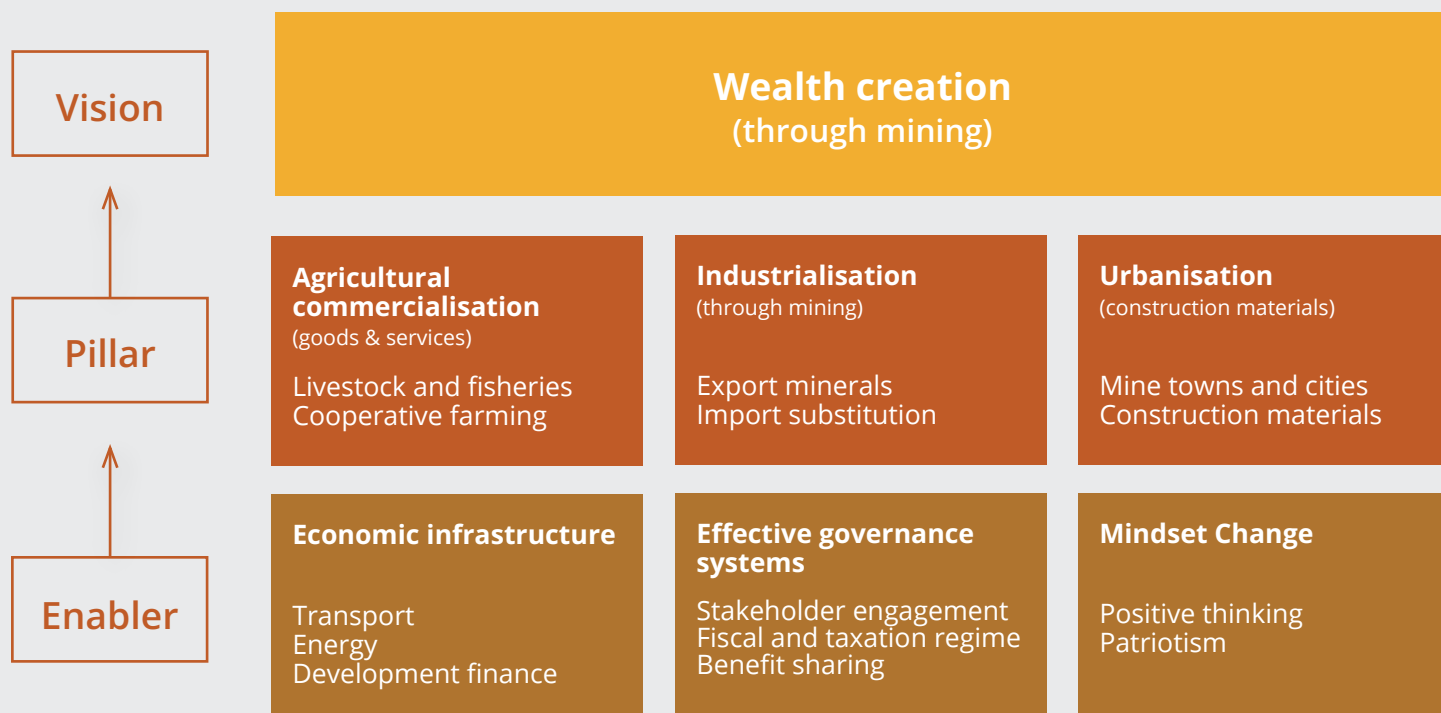 Vision
Wealth creation
(through mining)
Pillar
Agricultural
commercialisation
(goods & services)
Livestock and fisheries
Cooperative farming
Industrialisation
(through mining)
Export minerals
Import substitution
Urbanisation
(construction materials)
Mine towns and cities
Construction materials
Enabler
Economic infrastructure
Transport
Energy
Development finance
Effective governance
systems
Stakeholder engagement
Fiscal and taxation regime
Benefit sharing
Mindset Change
Positive thinking
Patriotism